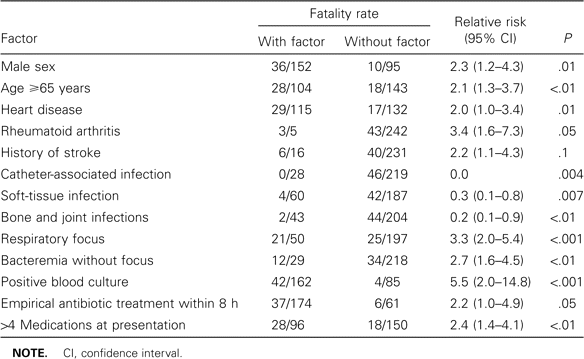 Fatality rate
Relative risk
Factor With factor Without factor (95% CI) P
Male sex 36/152 10/95 2.3 (1.2–4.3) .01
Age ⩾65 years 28/104 18/143 2.1 (1.3–3.7) <.01
Heart disease 29/115 17/132 2.0 (1.0–3.4) .01
Rheumatoid arthritis 3/5 43/242 3.4 (1.6–7.3) .05
History of stroke 6/16 40/231 2.2 (1.1–4.3) .1
Catheter-associated infection 0/28 46/219 0.0 .004
Soft-tissue infection 4/60 42/187 0.3 (0.1–0.8) .007
Bone and joint infections 2/43 44/204 0.2 (0.1–0.9) <.01
Respiratory focus 21/50 25/197 3.3 (2.0–5.4) <.001
Bacteremia without focus 12/29 34/218 2.7 (1.6–4.5) <.01
Positive blood culture 42/162 4/85 5.5 (2.0–14.8) <.001
Empirical antibiotic treatment within 8 h 37/174 6/61 2.2 (1.0–4.9) .05
>4 Medications at presentation 28/96 18/150 2.4 (1.4–4.1) <.01
NOTE. CI, confidence interval.